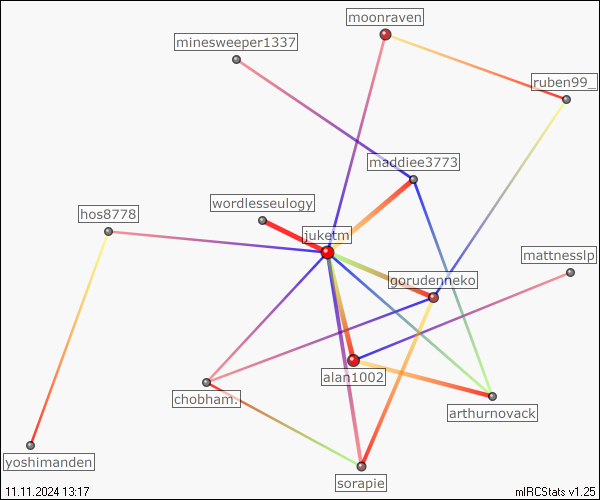 moonraven
minesweeper1337
ruben99_
maddiee3773
wordlesseulogy
hos8778
juketm
mattnesslp
gorudenneko
alan1002
chobham.
arthurnovack
yoshimanden
sorapie
11.11.2024 13:17
mIRCStats v1.25